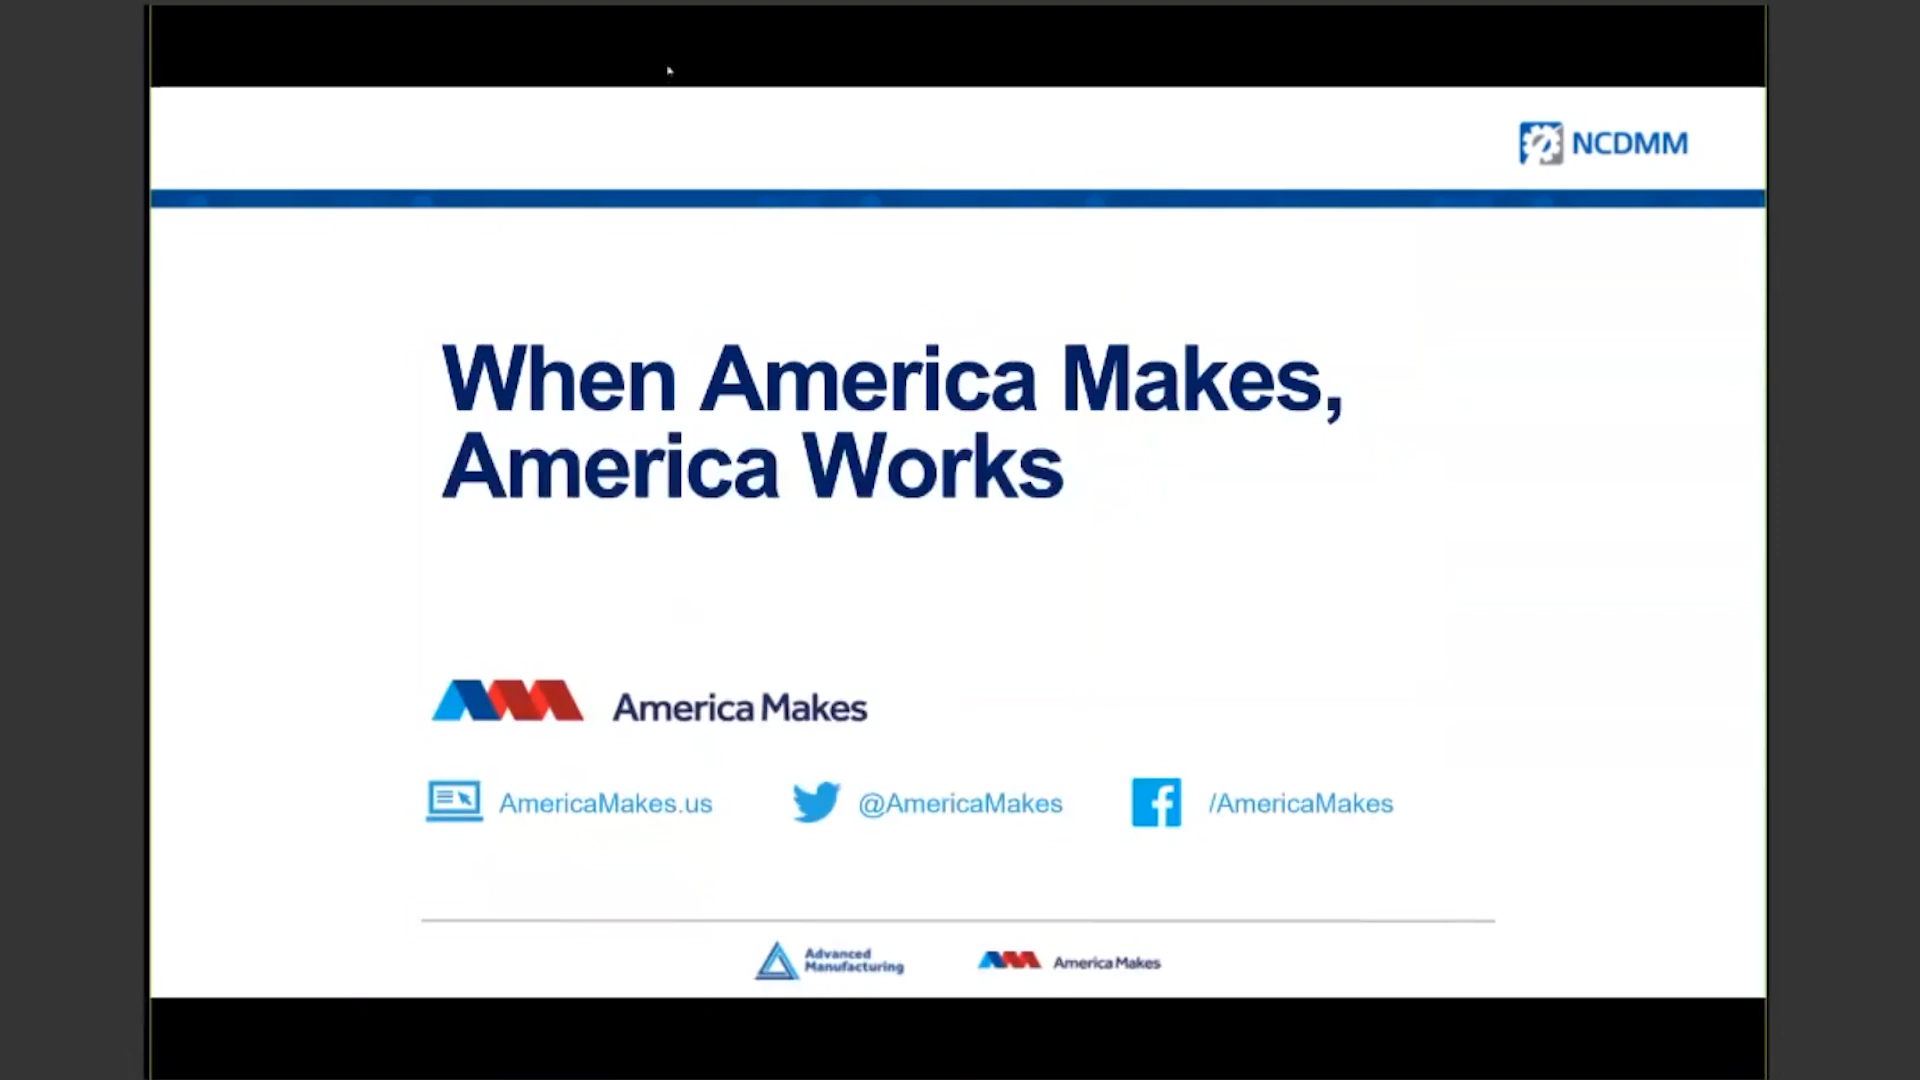 NCDMM
When America Makes,
America Works
America Makes
AmericaMakes.us
@AmericaMakes
/AmericaMakes
Advanced
Manufacturing
America Makes